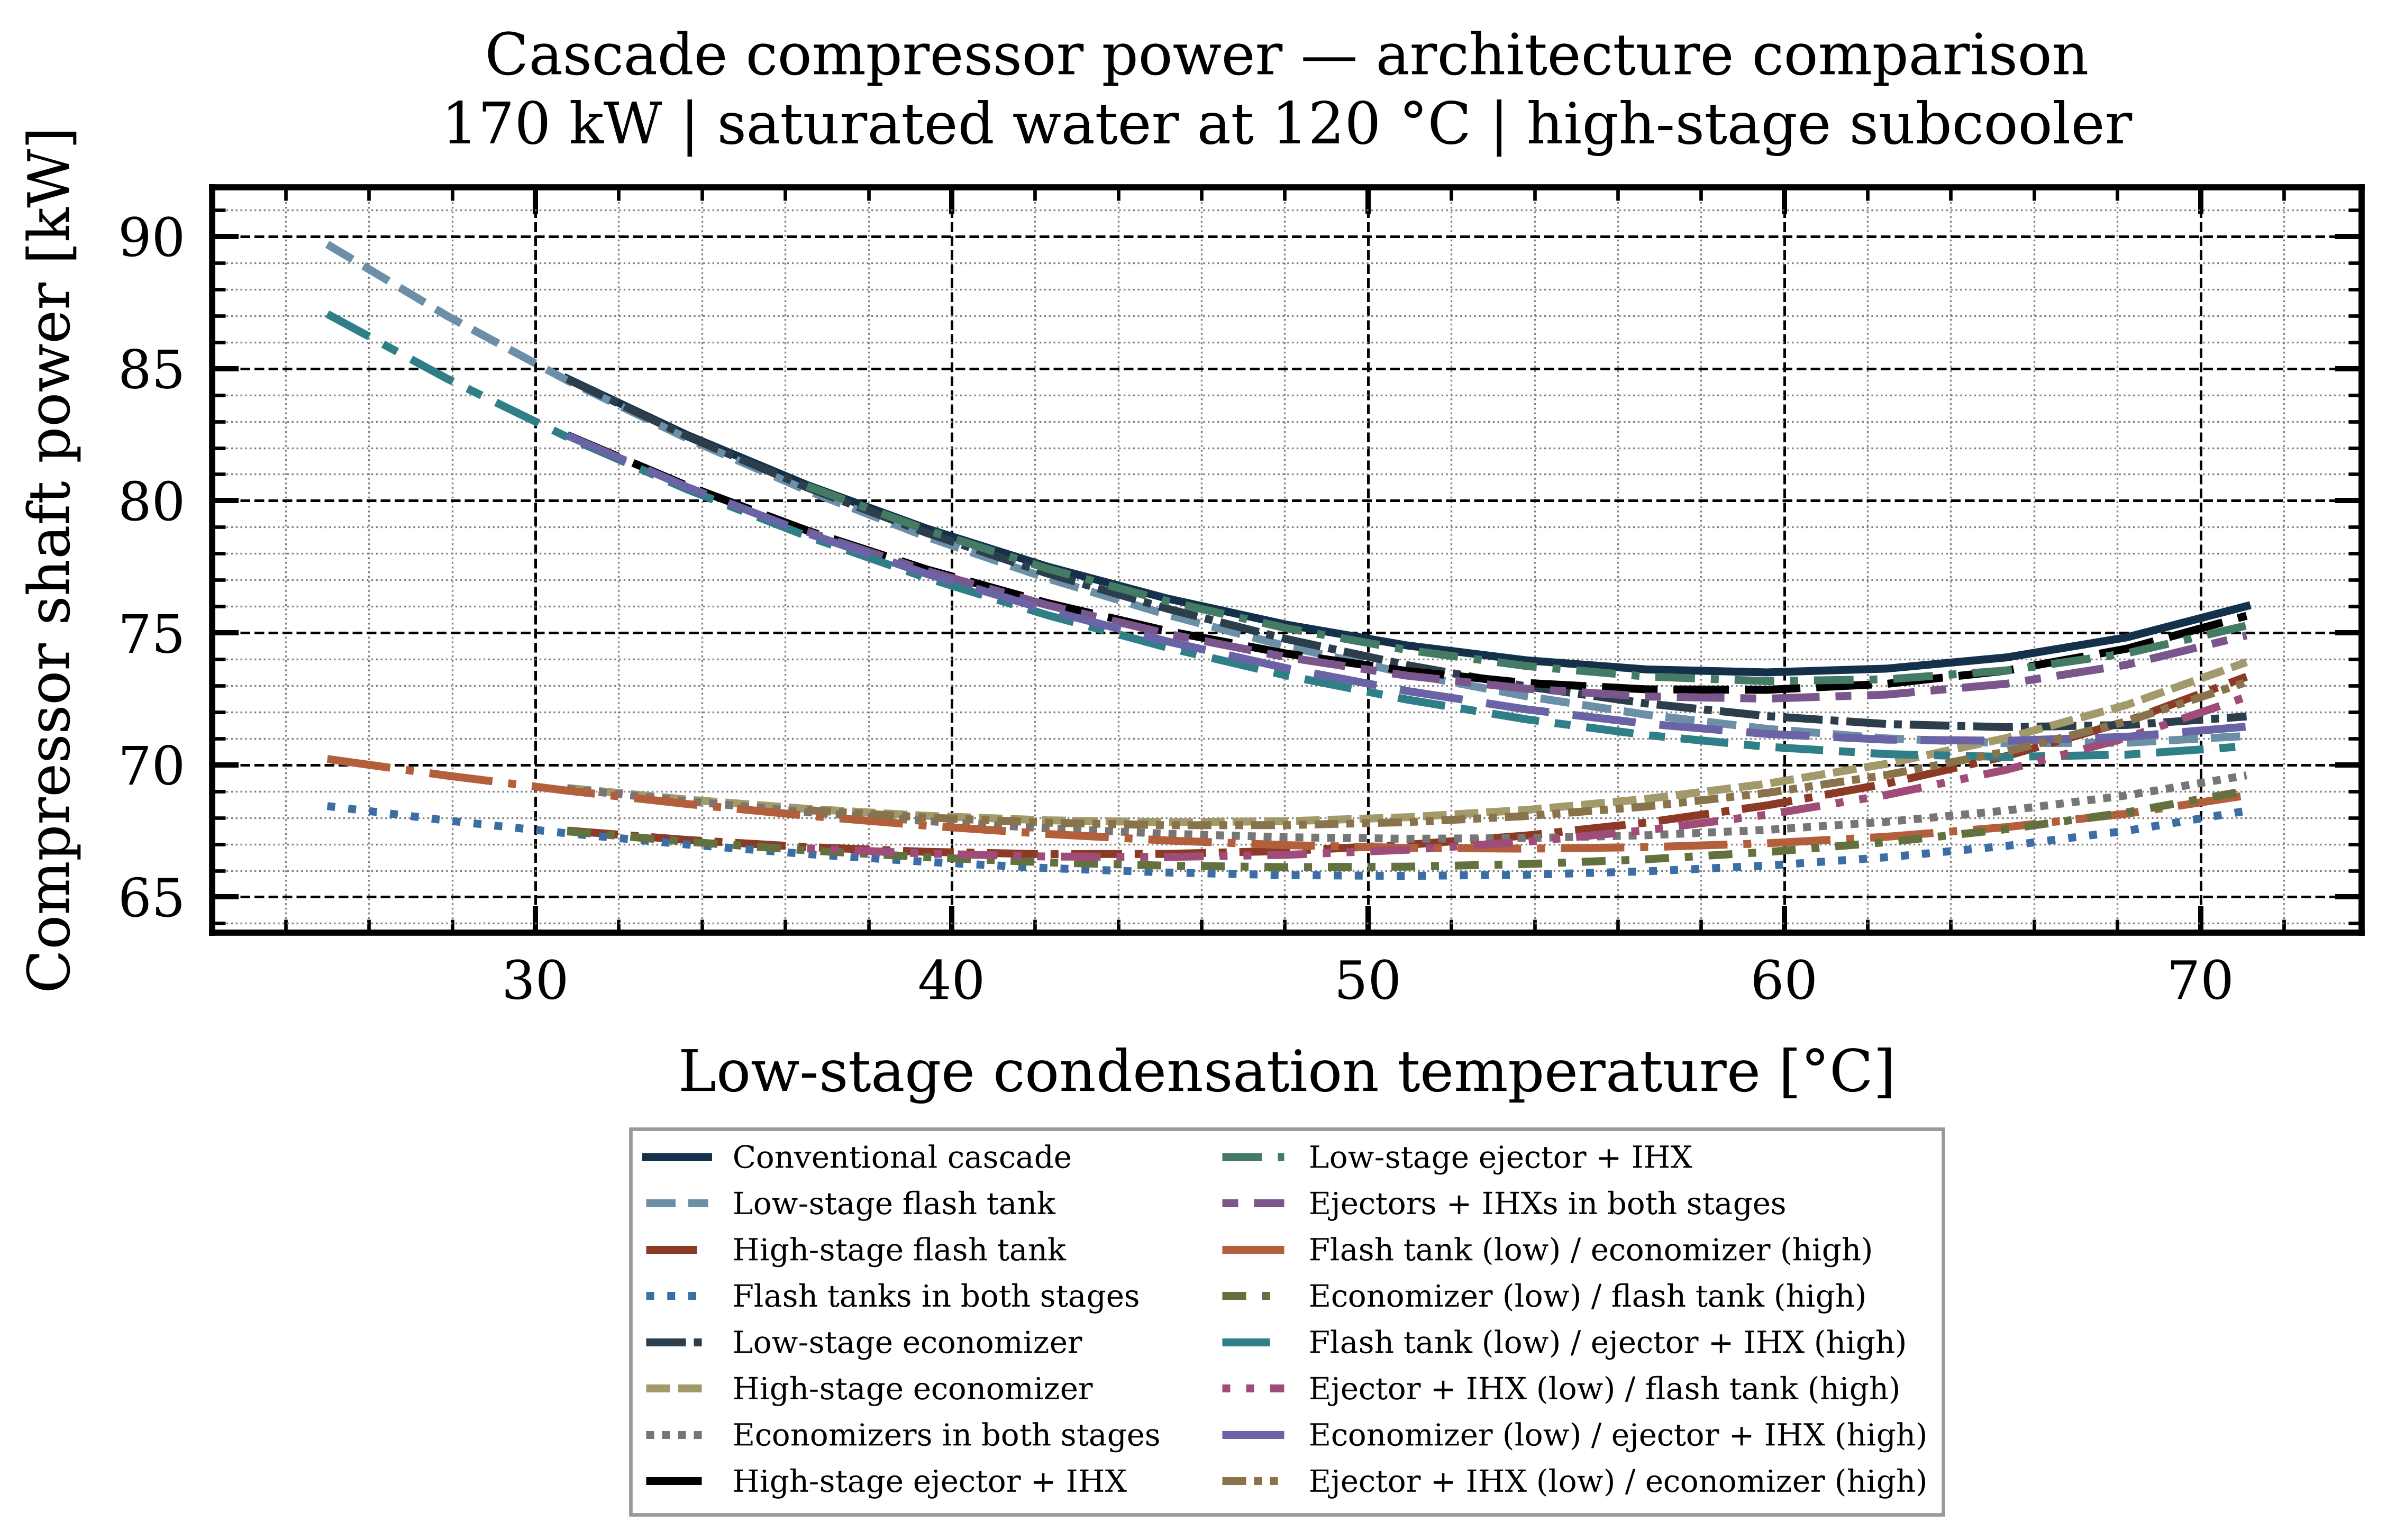 Cascade compressor power — architecture comparison
170 kW | saturated water at 120 °C | high-stage subcooler
Compressor shaft power [kW]
90
85
80
75
70
65
30 40 50 60 70
Low-stage condensation temperature [°C]
Conventional cascade
Low-stage flash tank
High-stage flash tank
Flash tanks in both stages
Low-stage economizer
High-stage economizer
Economizers in both stages
High-stage ejector + IHX
Low-stage ejector + IHX
Ejectors + IHXs in both stages
Flash tank (low) / economizer (high)
Economizer (low) / flash tank (high)
Flash tank (low) / ejector + IHX (high)
Ejector + IHX (low) / flash tank (high)
Economizer (low) / ejector + IHX (high)
Ejector + IHX (low) / economizer (high)